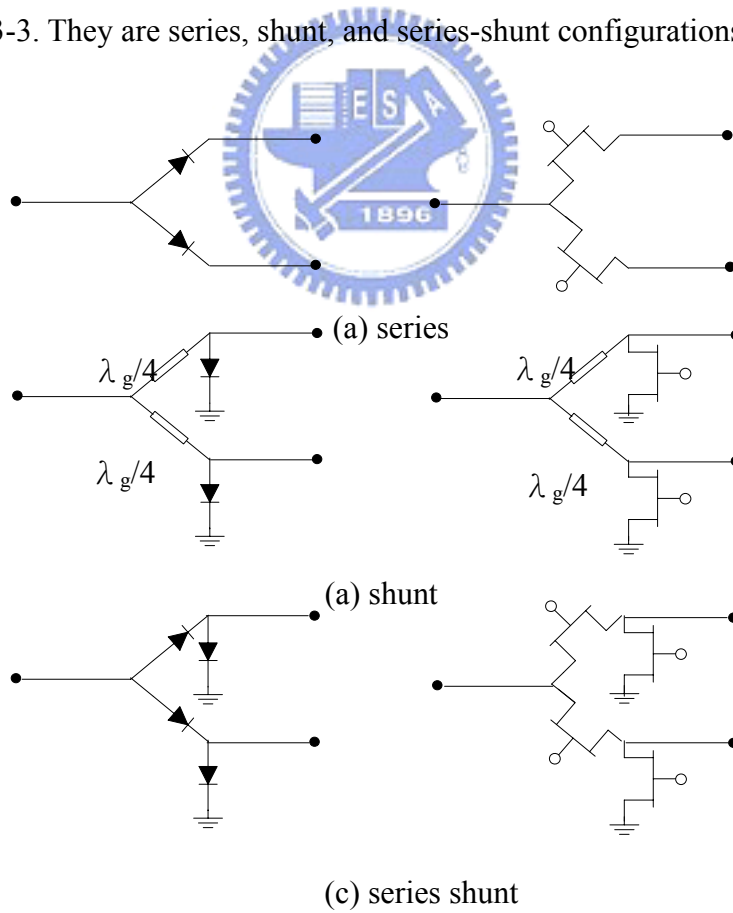 3-3. They are series, shunt, and series-shunt configurations
E S A
1896
(a) series
λ g/4 λ g/4
λ g/4 λ g/4
(a) shunt
(c) series shunt